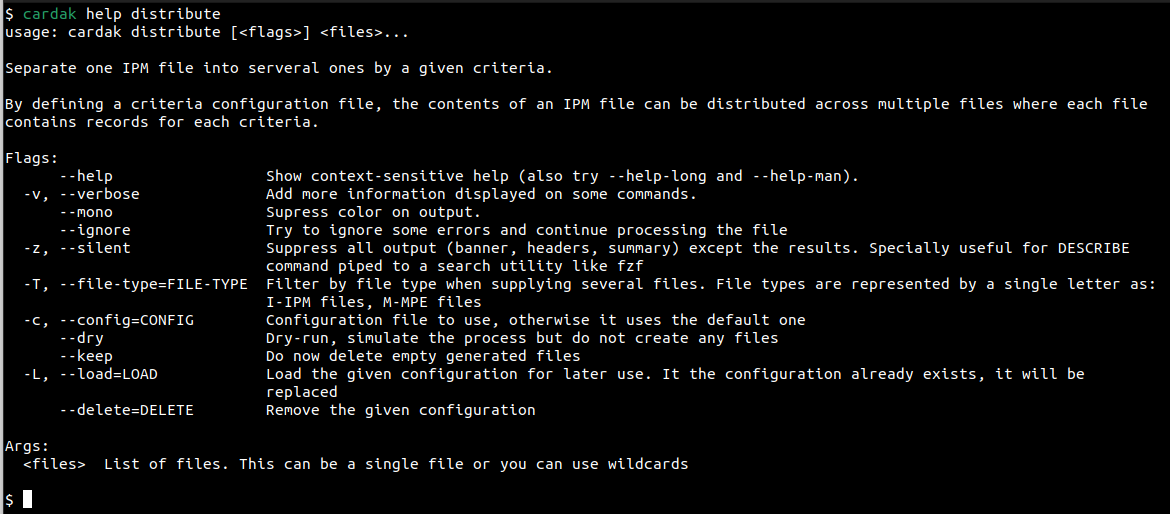 $ cardak help distribute
usage: cardak distribute [<flags>] <files>...

Separate one IPM file into serveral ones by a given criteria.

By defining a criteria configuration file, the contents of an IPM file can be distributed across multiple files where each file
contains records for each criteria.

Flags:
      --help                 Show context-sensitive help (also try --help-long and --help-man).
  -v, --verbose              Add more information displayed on some commands.
      --mono                 Supress color on output.
      --ignore               Try to ignore some errors and continue processing the file
  -z, --silent               Suppress all output (banner, headers, summary) except the results. Specially useful for DESCRIBE
                             command piped to a search utility like fzf
  -T, --file-type=FILE-TYPE  Filter by file type when supplying several files. File types are represented by a single letter as:
                             I-IPM files, M-MPE files
  -c, --config=CONFIG        Configuration file to use, otherwise it uses the default one
      --dry                  Dry-run, simulate the process but do not create any files
      --keep                 Do now delete empty generated files
  -L, --load=LOAD            Load the given configuration for later use. It the configuration already exists, it will be
                             replaced
      --delete=DELETE        Remove the given configuration

Args:
  <files>  List of files. This can be a single file or you can use wildcards

$